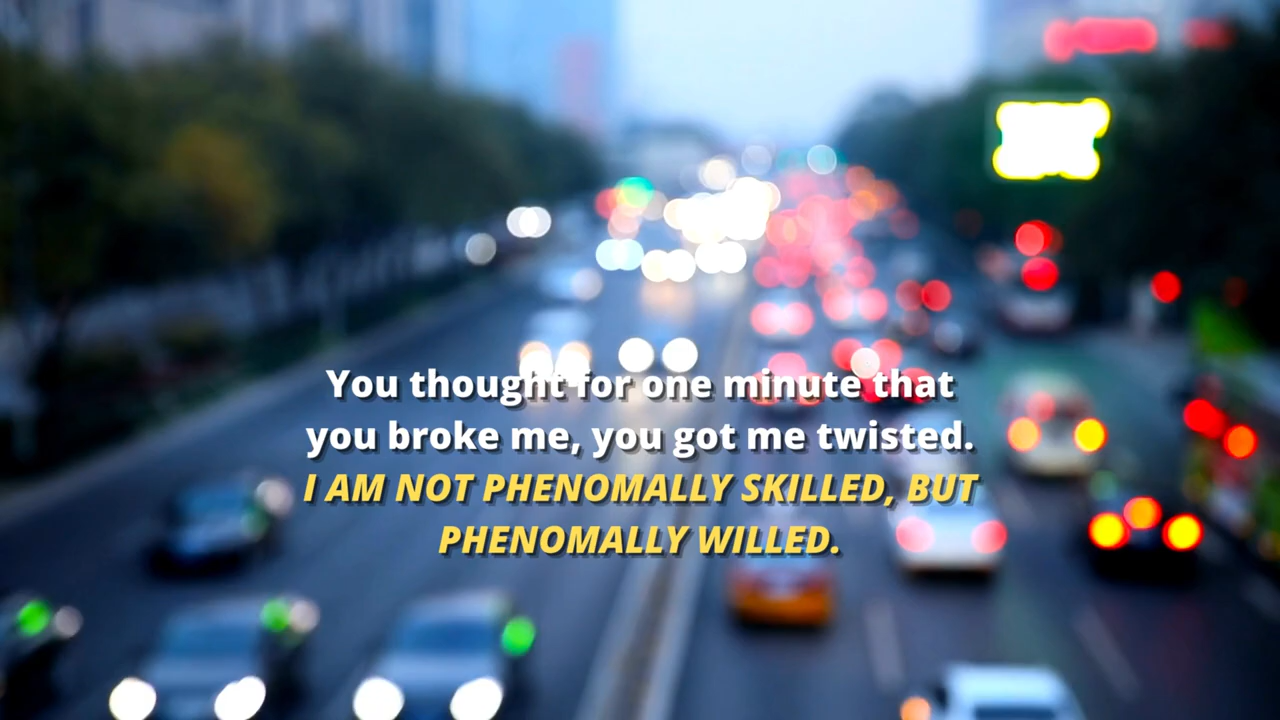 You thought for one minute that
you broke me, you got me twisted.
I AM NOT PHENOMALLY SKILLED, BUT
PHENOMALLY WILLED.